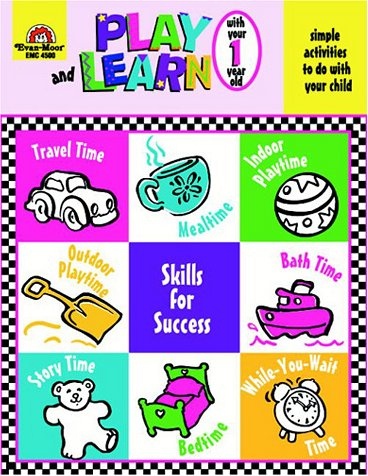 Evan-Moor
EMC 4500
PLAY
and LEARN
with your
1
year old
simple
activities
to do with
your child
Travel Time
Mealtime
Indoor
Playtime
Outdoor
Playtime
Skills
for
Success
Bath Time
Story Time
Bedtime
While-You-Wait
Time